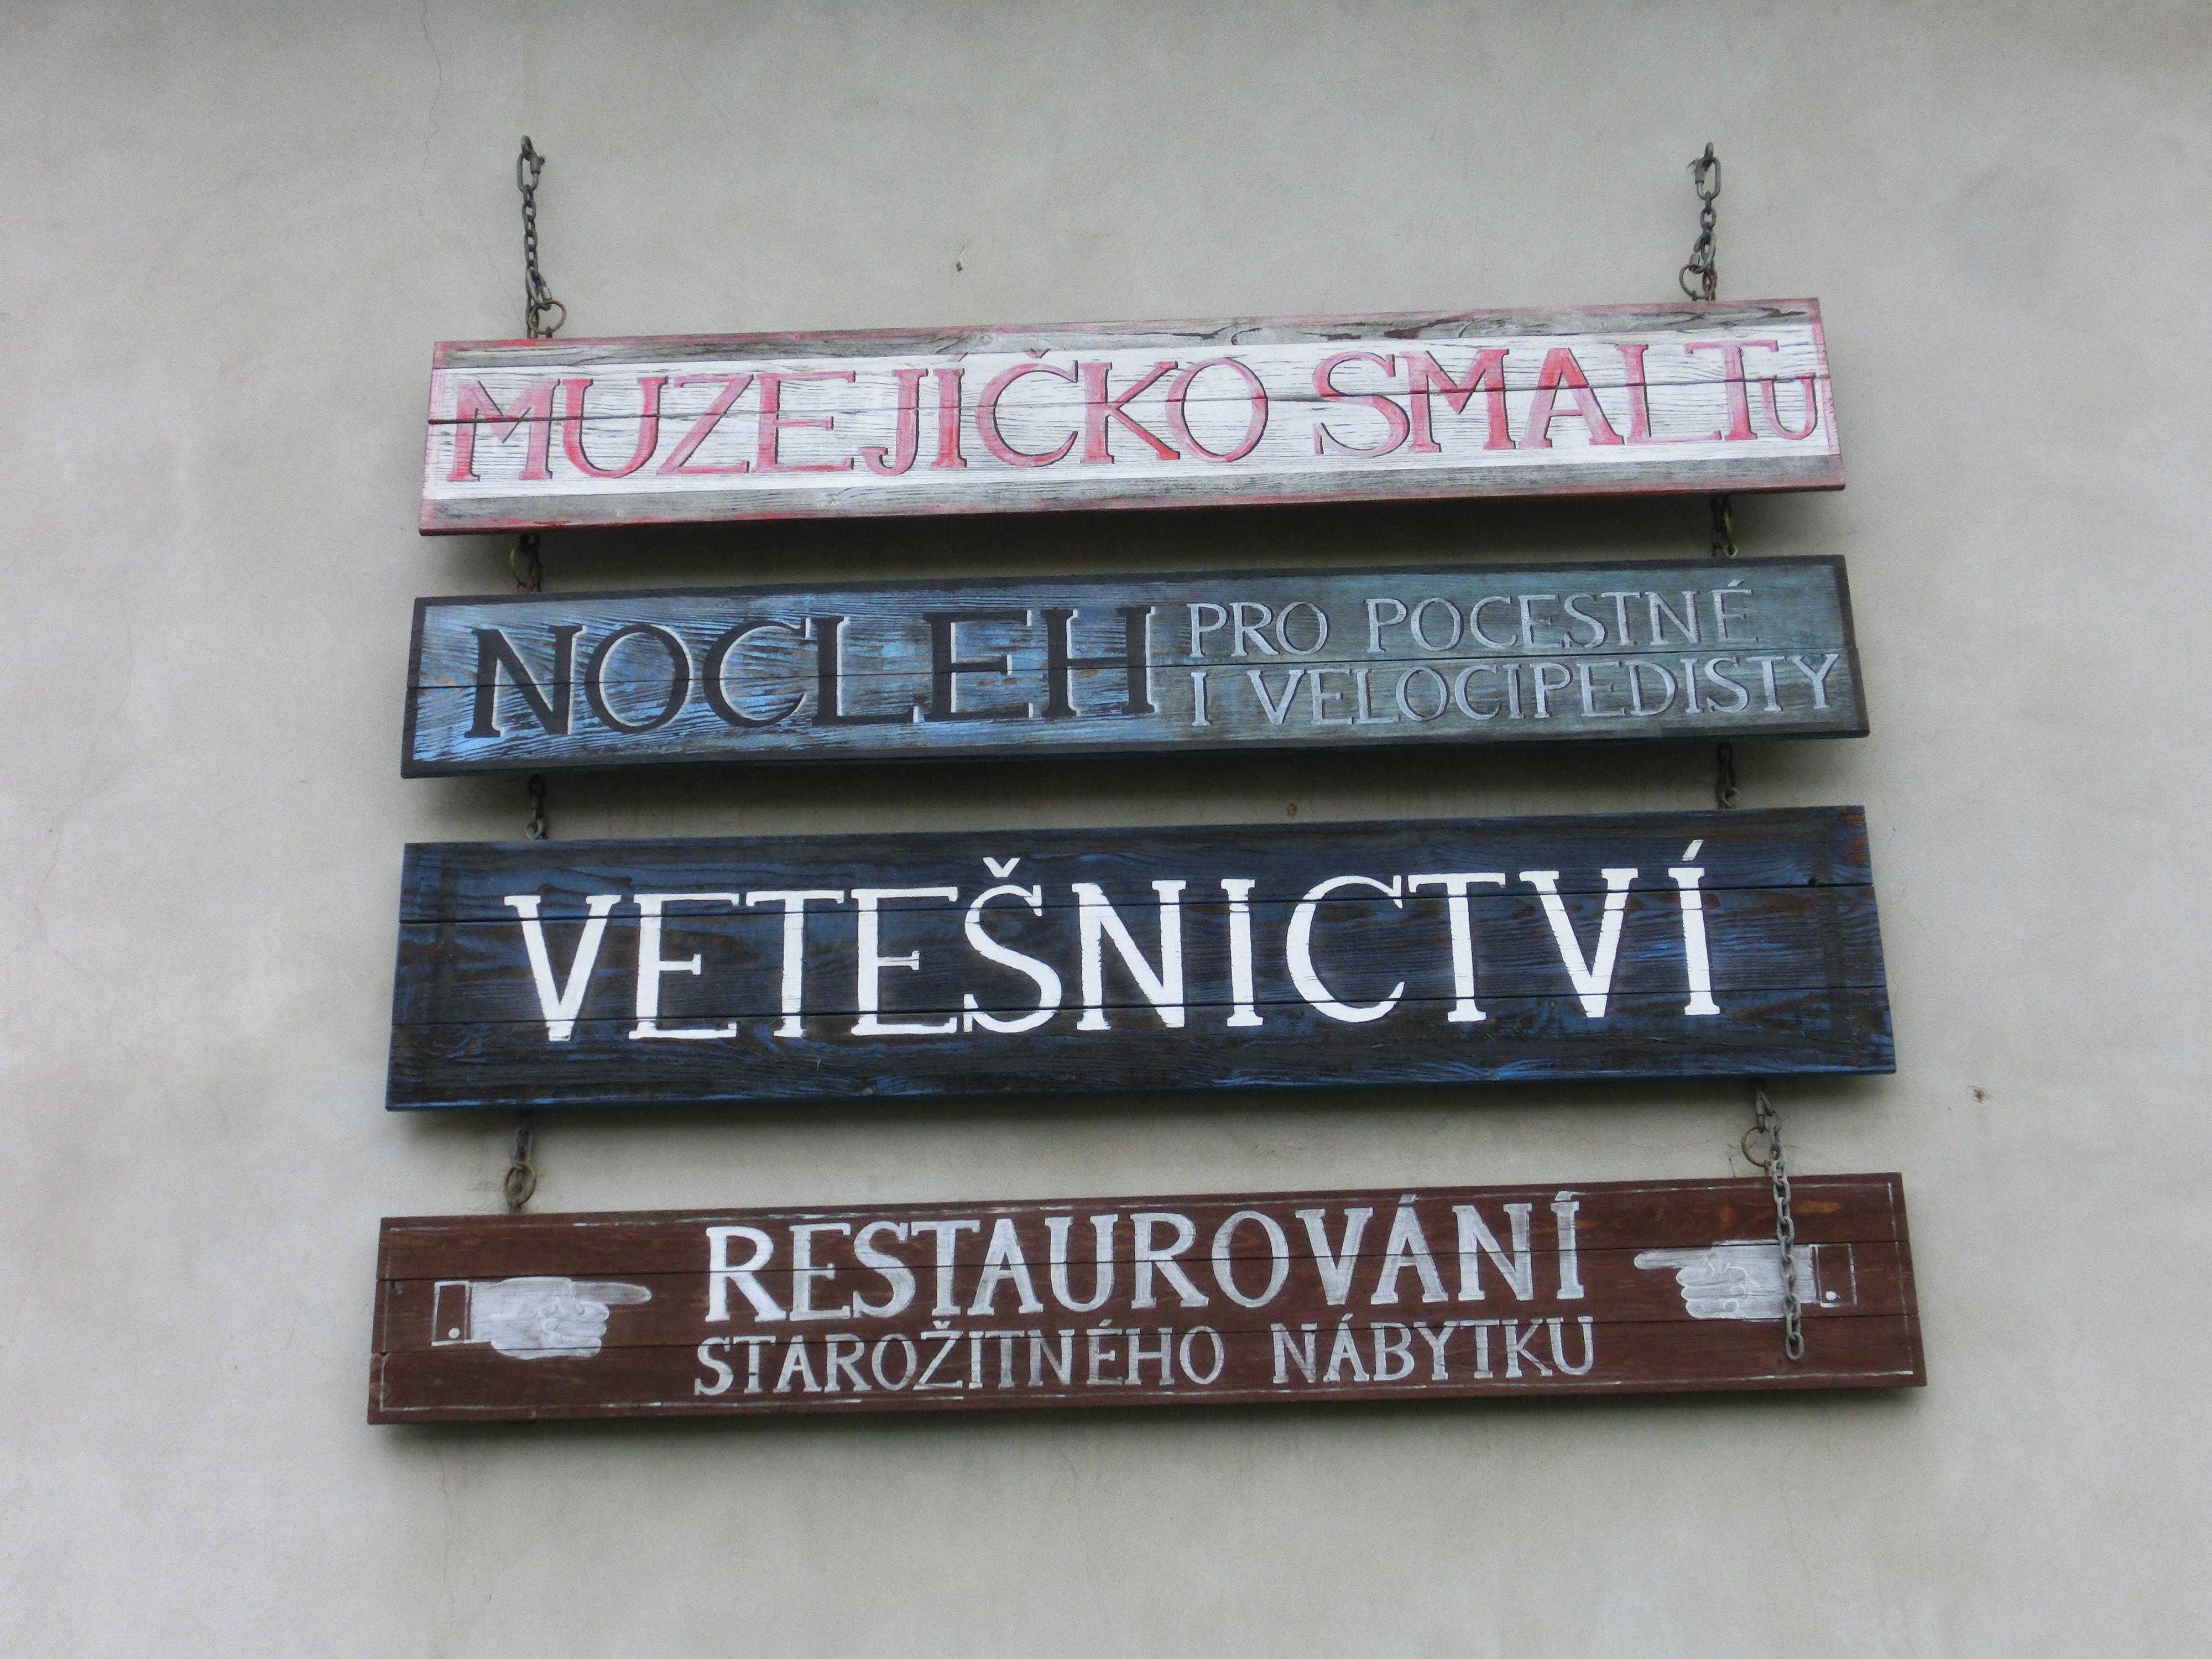 MUZEJÍČKO SMALTU
NOCLEH
PRO POCESTNÉ
I VELOCIPEDISTY
VETEŠNICTVÍ
RESTAUROVÁNÍ
STAROŽITNÉHO NÁBYTKU